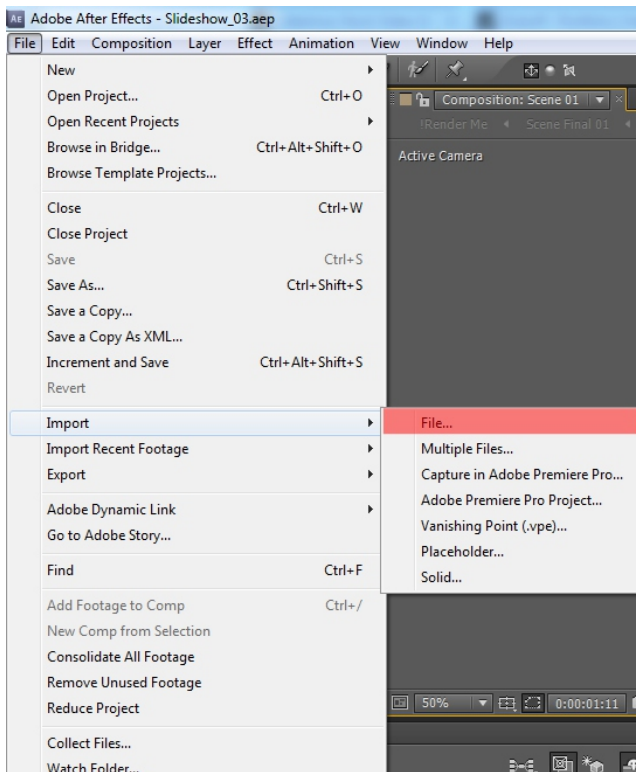 Adobe After Effects - Slideshow_03.aep
File Edit Composition Layer Effect Animation View Window Help
New
Open Project... Ctrl+O
Open Recent Projects
Browse in Bridge... Ctrl+Alt+Shift+O
Browse Template Projects...
Close Ctrl+W
Close Project
Save Ctrl+S
Save As... Ctrl+Shift+S
Save a Copy...
Save a Copy As XML...
Increment and Save Ctrl+Alt+Shift+S
Revert
Import
Import Recent Footage
Export
Adobe Dynamic Link
Go to Adobe Story...
Find Ctrl+F
Add Footage to Comp Ctrl+/
New Comp from Selection
Consolidate All Footage
Remove Unused Footage
Reduce Project
Collect Files...
Watch Folder...
File...
Multiple Files...
Capture in Adobe Premiere Pro...
Adobe Premiere Pro Project...
Vanishing Point (.vpe)...
Placeholder...
Solid...
Composition: Scene 01
!Render Me Scene Final 01
Active Camera
50% 0:00:01:11